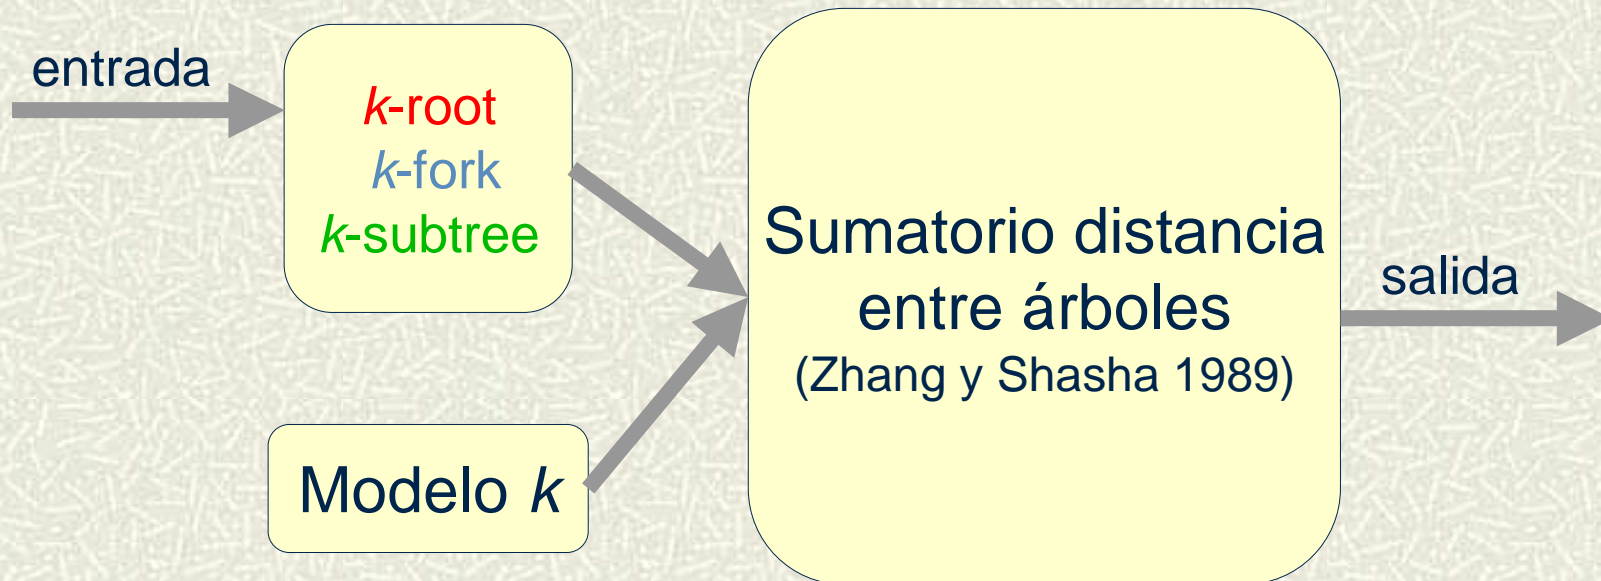 entrada
k-root
k-fork
k-subtree
Modelo k
Sumatorio distancia
entre árboles
(Zhang y Shasha 1989)
salida